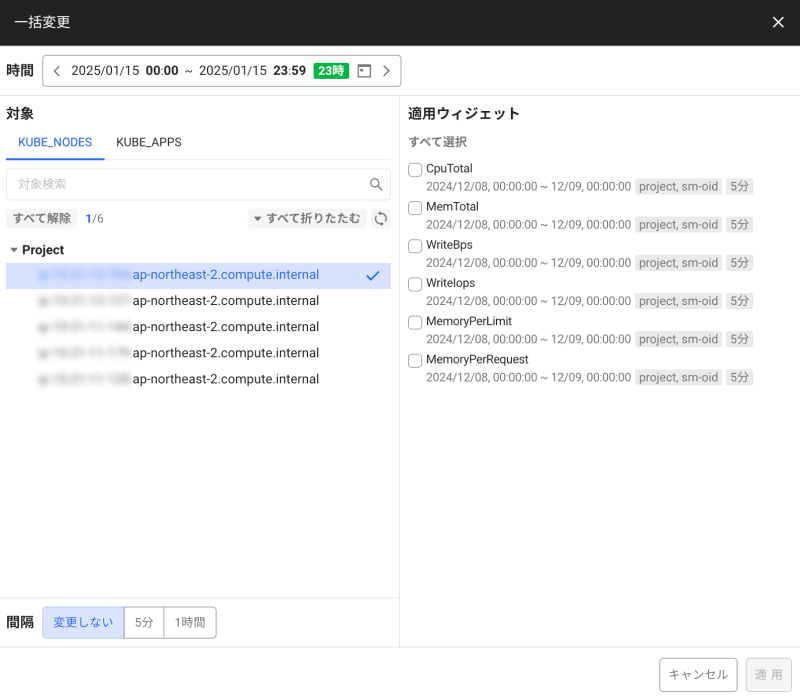 一括変更
時間 2025/01/15 00:00 ~ 2025/01/15 23:59 23時
対象
KUBE_NODES KUBE_APPS
対象検索
すべて解除 1/6 すべて折りたたむ
Project
ap-northeast-2.compute.internal
ap-northeast-2.compute.internal
ap-northeast-2.compute.internal
ap-northeast-2.compute.internal
ap-northeast-2.compute.internal
間隔 変更しない 5分 1時間
適用ウィジェット
すべて選択
CpuTotal
2024/12/08, 00:00:00 ~ 12/09, 00:00:00 project, sm-oid 5分
MemTotal
2024/12/08, 00:00:00 ~ 12/09, 00:00:00 project, sm-oid 5分
WriteBps
2024/12/08, 00:00:00 ~ 12/09, 00:00:00 project, sm-oid 5分
WriteIops
2024/12/08, 00:00:00 ~ 12/09, 00:00:00 project, sm-oid 5分
MemoryPerLimit
2024/12/08, 00:00:00 ~ 12/09, 00:00:00 project, sm-oid 5分
MemoryPerRequest
2024/12/08, 00:00:00 ~ 12/09, 00:00:00 project, sm-oid 5分
キャンセル 適 用